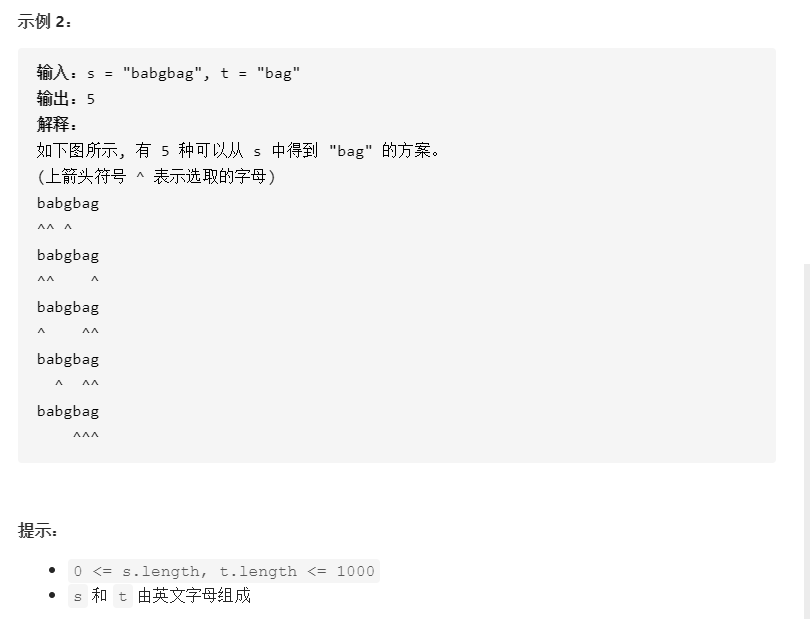 示例 2：
输入：s = "babgbag", t = "bag"
输出：5
解释：
如下图所示, 有 5 种可以从 s 中得到 "bag" 的方案。
(上箭头符号 ^ 表示选取的字母)
babgbag
^^ ^
babgbag
^^    ^
babgbag
^    ^^
babgbag
  ^  ^^
babgbag
    ^^^
提示：
• 0 <= s.length, t.length <= 1000
• s 和 t 由英文字母组成